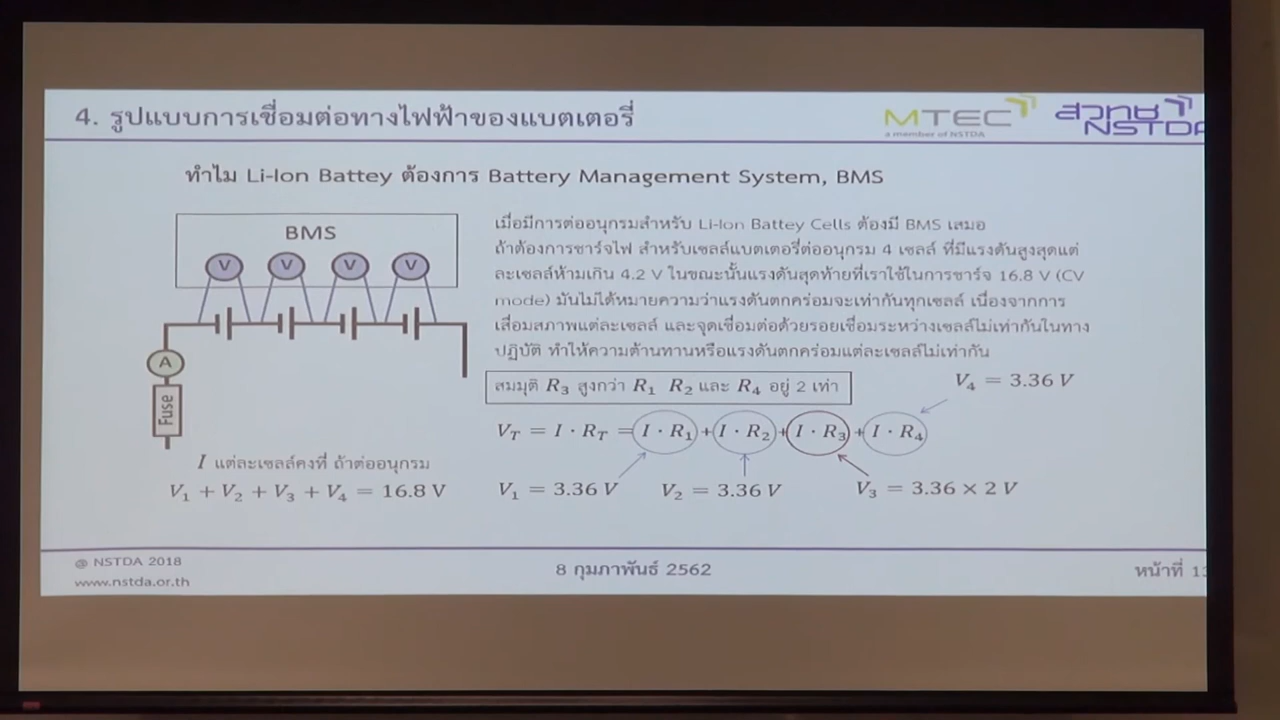 4. รูปแบบการเชื่อมต่อทางไฟฟ้าของแบตเตอรี่
MTEC
a member of NSTDA
สวทช
NSTDA
ทำไม Li-Ion Battey ต้องการ Battery Management System, BMS
BMS
V V V V
A
Fuse
I แต่ละเซลล์คงที่ ถ้าต่ออนุกรม
V₁ + V₂ + V₃ + V₄ = 16.8 V
เมื่อมีการต่ออนุกรมสำหรับ Li-Ion Battey Cells ต้องมี BMS เสมอ
ถ้าต้องการชาร์จไฟ สำหรับเซลล์แบตเตอรี่ต่ออนุกรม 4 เซลล์ ที่มีแรงดันสูงสุดแต่
ละเซลล์ห้ามเกิน 4.2 V ในขณะนั้นแรงดันสุดท้ายที่เราใช้ในการชาร์จ 16.8 V (CV
mode) มันไม่ได้หมายความว่าแรงดันตกคร่อมจะเท่ากันทุกเซลล์ เนื่องจากการ
เสื่อมสภาพแต่ละเซลล์ และจุดเชื่อมต่อด้วยรอยเชื่อมระหว่างเซลล์ไม่เท่ากันในทาง
ปฏิบัติ ทำให้ความต้านทานหรือแรงดันตกคร่อมแต่ละเซลล์ไม่เท่ากัน
สมมุติ R₃ สูงกว่า R₁ R₂ และ R₄ อยู่ 2 เท่า
V₄ = 3.36 V
V_T = I · R_T = I · R₁ + I · R₂ + I · R₃ + I · R₄
V₁ = 3.36 V V₂ = 3.36 V V₃ = 3.36 × 2 V
@ NSTDA 2018
www.nstda.or.th
8 กุมภาพันธ์ 2562
หน้าที่